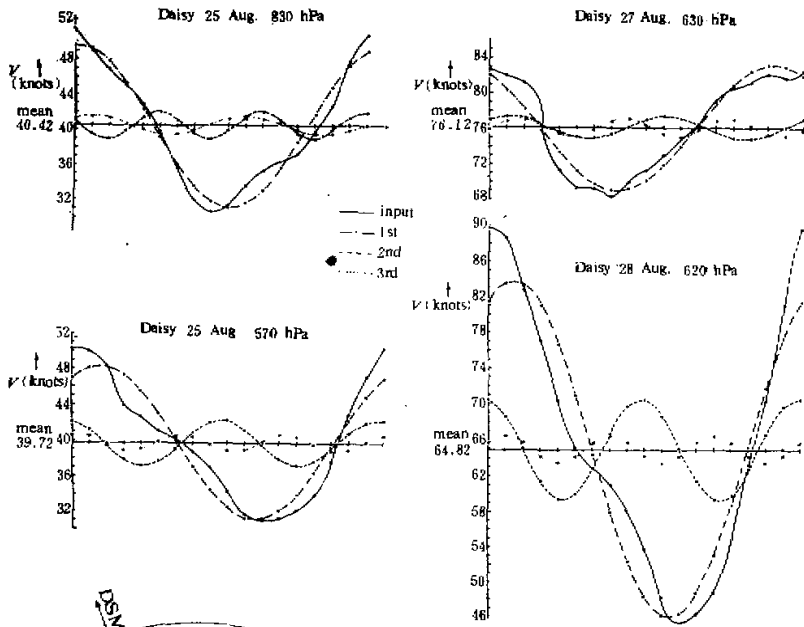 Daisy 25 Aug. 830 hPa
52
48
V
(knots)
44
mean
40.42
40
36
32
Daisy 27 Aug. 630 hPa
84
V (knots)
80
mean
76.12
76
72
68
input
1st
2nd
3rd
Daisy 25 Aug 570 hPa
52
48
V (knots)
44
mean
39.72
40
36
32
Daisy 28 Aug. 620 hPa
90
86
82
V (knots)
78
74
70
mean
64.82
66
62
58
54
50
46
DSM